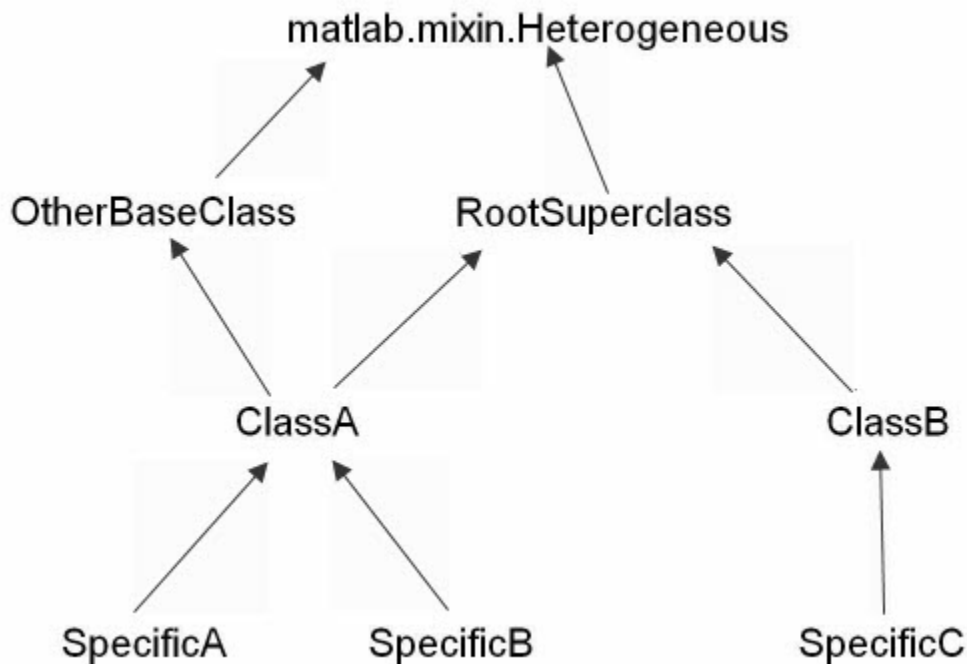 matlab.mixin.Heterogeneous
OtherBaseClass
RootSuperclass
ClassA
ClassB
SpecificA
SpecificB
SpecificC